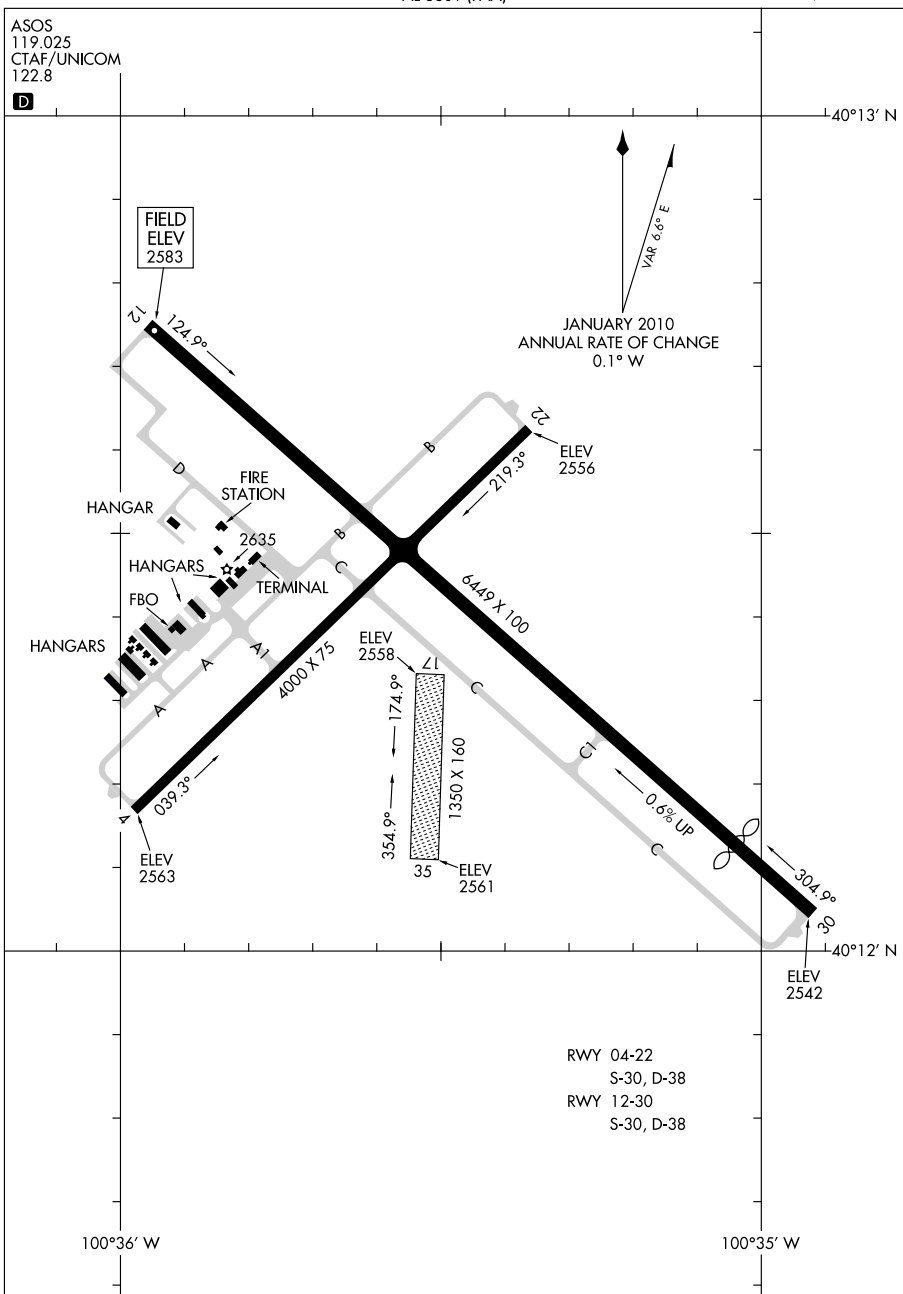 ASOS
119.025
CTAF/UNICOM
122.8
D
40°13' N
FIELD
ELEV
2583
VAR 6.6° E
JANUARY 2010
ANNUAL RATE OF CHANGE
0.1° W
12
124.9°
22
ELEV
2556
219.3°
B
D
FIRE
STATION
HANGAR
B
2635
HANGARS
TERMINAL
C
FBO
6449 X 100
HANGARS
A1
A
4000 X 75
ELEV
2558
17
174.9°
C
A
1350 X 160
C1
039.3°
354.9°
0.6% UP
4
C
ELEV
2563
35
ELEV
2561
304.9°
30
40°12' N
ELEV
2542
RWY 04-22
S-30, D-38
RWY 12-30
S-30, D-38
100°36' W
100°35' W